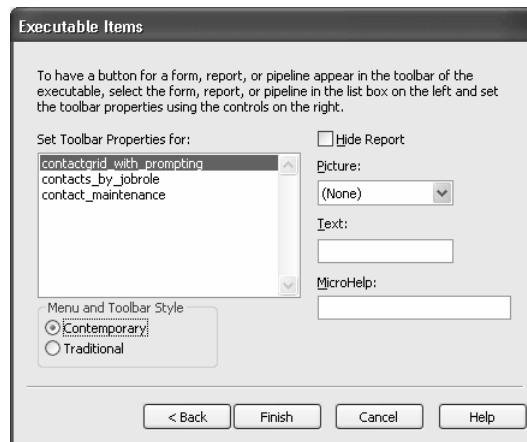 Executable Items
To have a button for a form, report, or pipeline appear in the toolbar of the
executable, select the form, report, or pipeline in the list box on the left and set
the toolbar properties using the controls on the right.
Set Toolbar Properties for:
contactgrid_with_prompting
contacts_by_jobrole
contact_maintenance
Hide Report
Picture:
(None)
Text:
MicroHelp:
Menu and Toolbar Style
Contemporary
Traditional
< Back
Finish
Cancel
Help